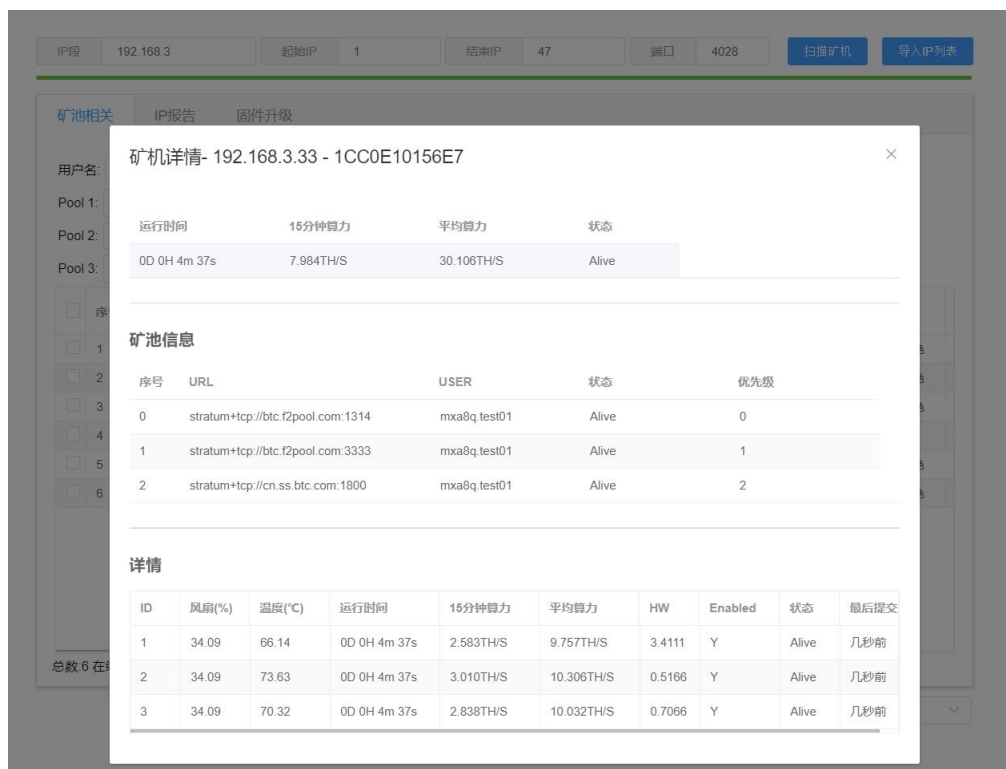 IP段 192.168.3 起始IP 1 结束IP 47 端口 4028 扫描矿机 导入IP列表
矿池相关 IP报告 固件升级
矿机详情- 192.168.3.33 - 1CC0E10156E7
用户名:
Pool 1:
Pool 2:
Pool 3:
序
1
2
3
4
5
6
运行时间 15分钟算力 平均算力 状态
0D 0H 4m 37s 7.984TH/S 30.106TH/S Alive
矿池信息
序号 URL USER 状态 优先级
0 stratum+tcp://btc.f2pool.com:1314 mxa8q.test01 Alive 0
1 stratum+tcp://btc.f2pool.com:3333 mxa8q.test01 Alive 1
2 stratum+tcp://cn.ss.btc.com:1800 mxa8q.test01 Alive 2
详情
ID 风扇(%) 温度(℃) 运行时间 15分钟算力 平均算力 HW Enabled 状态 最后提交
1 34.09 66.14 0D 0H 4m 37s 2.583TH/S 9.757TH/S 3.4111 Y Alive 几秒前
2 34.09 73.63 0D 0H 4m 37s 3.010TH/S 10.306TH/S 0.5166 Y Alive 几秒前
3 34.09 70.32 0D 0H 4m 37s 2.838TH/S 10.032TH/S 0.7066 Y Alive 几秒前
总数:6 在